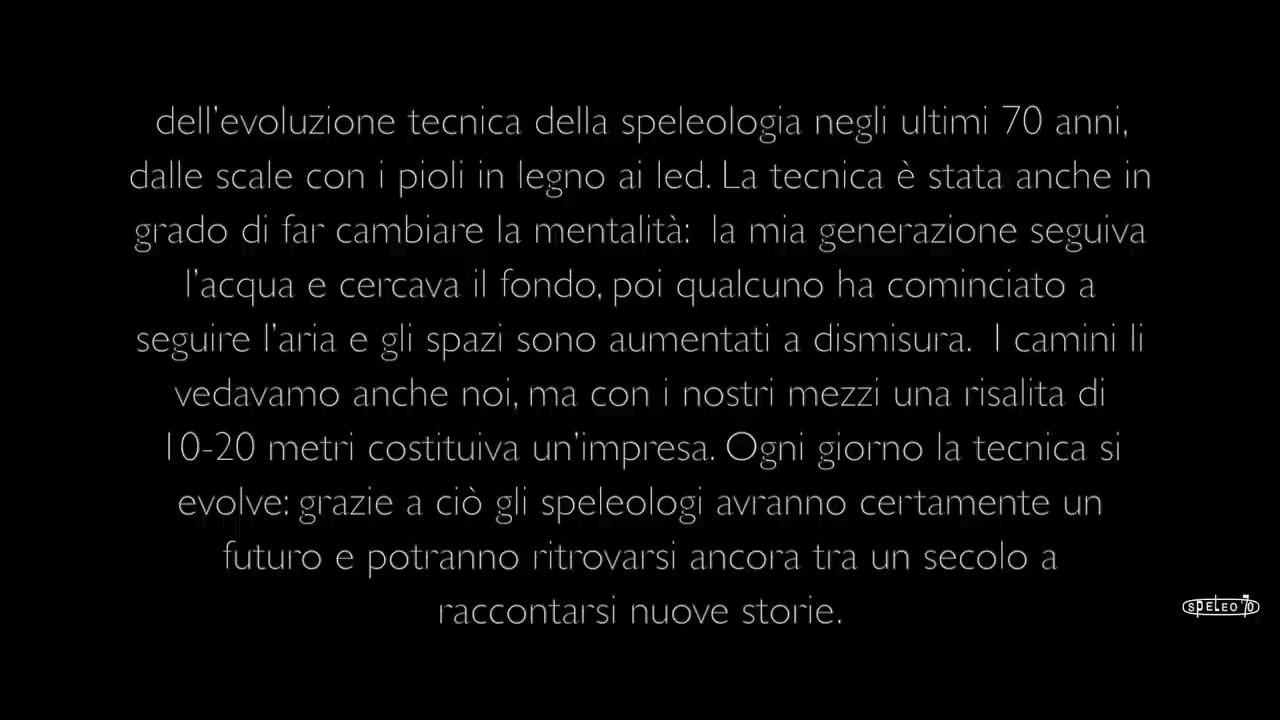 dell'evoluzione tecnica della speleologia negli ultimi 70 anni,
dalle scale con i pioli in legno ai led. La tecnica è stata anche in
grado di far cambiare la mentalità: la mia generazione seguiva
l'acqua e cercava il fondo, poi qualcuno ha cominciato a
seguire l'aria e gli spazi sono aumentati a dismisura. I camini li
vedavamo anche noi, ma con i nostri mezzi una risalita di
10-20 metri costituiva un'impresa. Ogni giorno la tecnica si
evolve: grazie a ciò gli speleologi avranno certamente un
futuro e potranno ritrovarsi ancora tra un secolo a
raccontarsi nuove storie.
SPELEO '70